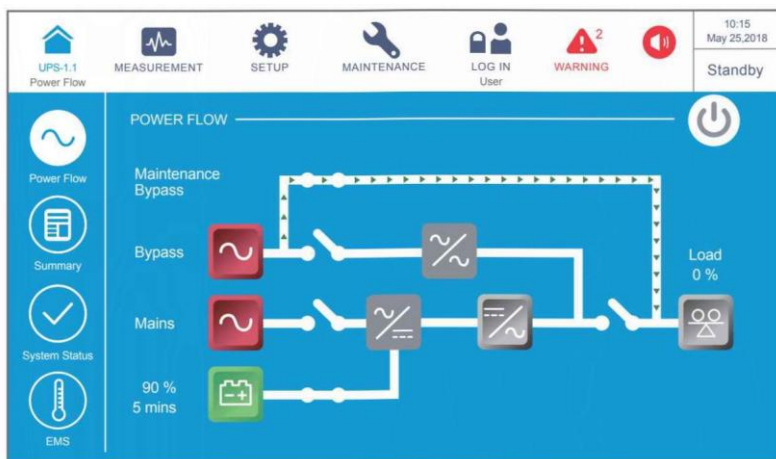 UPS-1.1
Power Flow
MEASUREMENT
SETUP
MAINTENANCE
LOG IN
User
WARNING
2
10:15
May 25,2018
Standby
POWER FLOW
Power Flow
Summary
System Status
EMS
Maintenance
Bypass
Bypass
Mains
90 %
5 mins
Load
0 %